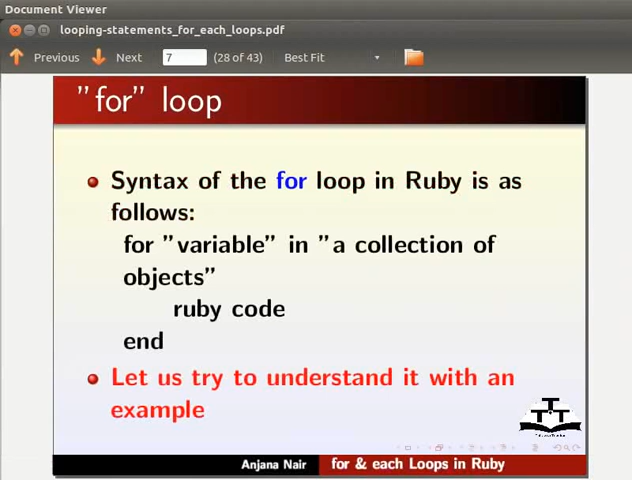 Document Viewer
looping-statements_for_each_loops.pdf
Previous Next 7 (28 of 43) Best Fit
"for" loop
Syntax of the for loop in Ruby is as
follows:
for "variable" in "a collection of
objects"
ruby code
end
Let us try to understand it with an
example
Anjana Nair for & each Loops in Ruby